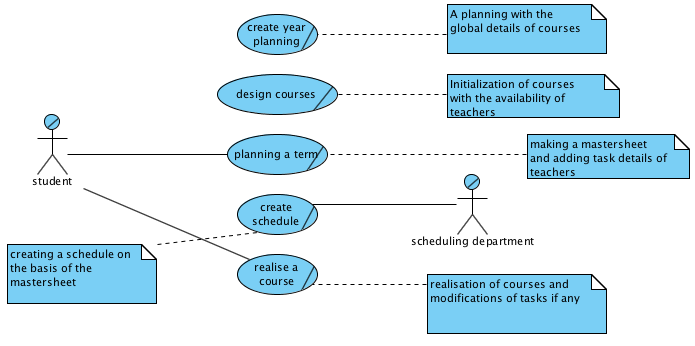 create year
planning
A planning with the
global details of courses
design courses
Initialization of courses
with the availability of
teachers
student
planning a term
making a mastersheet
and adding task details of
teachers
create
schedule
scheduling department
creating a schedule on
the basis of the
mastersheet
realise a
course
realisation of courses and
modifications of tasks if any